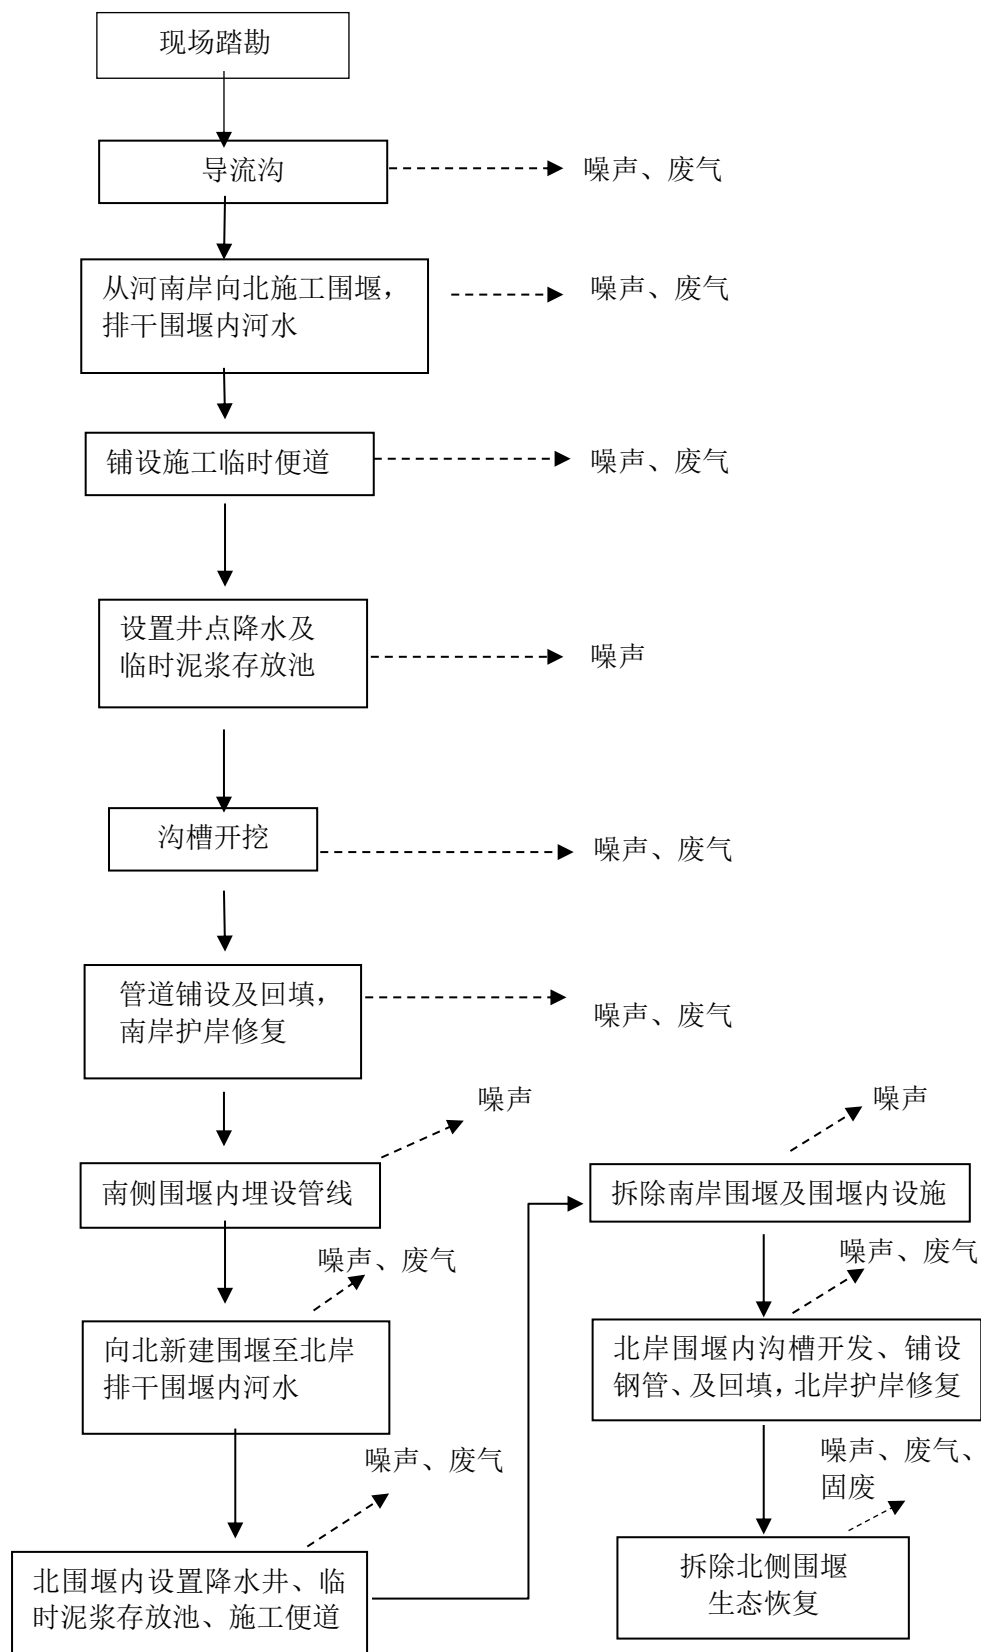 现场踏勘
导流沟
噪声、废气
从河南岸向北施工围堰，
排干围堰内河水
噪声、废气
铺设施工临时便道
噪声、废气
设置井点降水及
临时泥浆存放池
噪声
沟槽开挖
噪声、废气
管道铺设及回填，
南岸护岸修复
噪声、废气
噪声
南侧围堰内埋设管线
噪声、废气
向北新建围堰至北岸
排干围堰内河水
噪声、废气
北围堰内设置降水井、临
时泥浆存放池、施工便道
噪声
拆除南岸围堰及围堰内设施
噪声、废气
北岸围堰内沟槽开发、铺设
钢管、及回填，北岸护岸修复
噪声、废气、
固废
拆除北侧围堰
生态恢复